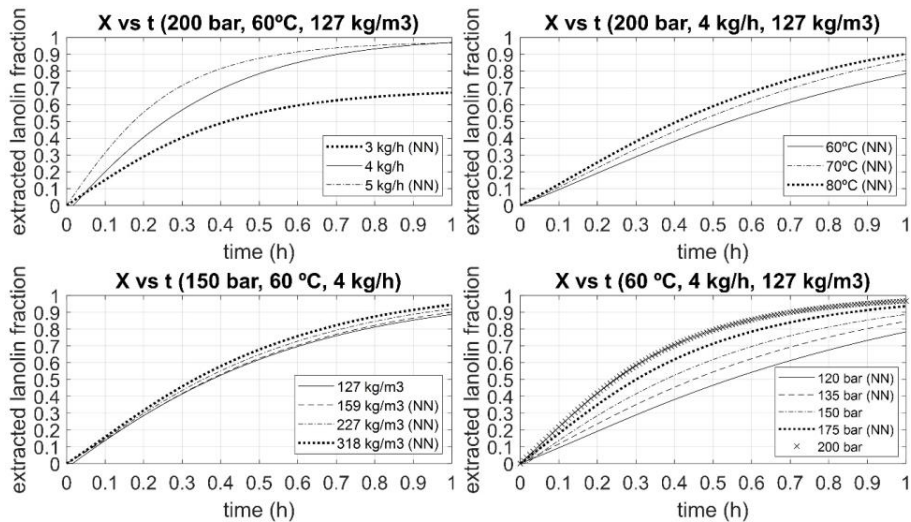 X vs t (200 bar, 60ºC, 127 kg/m3)
extracted lanolin fraction
1
0.9
0.8
0.7
0.6
0.5
0.4
0.3
0.2
0.1
0
3 kg/h (NN)
4 kg/h
5 kg/h (NN)
0 0.1 0.2 0.3 0.4 0.5 0.6 0.7 0.8 0.9 1
time (h)
X vs t (200 bar, 4 kg/h, 127 kg/m3)
extracted lanolin fraction
1
0.9
0.8
0.7
0.6
0.5
0.4
0.3
0.2
0.1
0
60ºC (NN)
70ºC (NN)
80ºC (NN)
0 0.1 0.2 0.3 0.4 0.5 0.6 0.7 0.8 0.9 1
time (h)
X vs t (150 bar, 60 ºC, 4 kg/h)
extracted lanolin fraction
1
0.9
0.8
0.7
0.6
0.5
0.4
0.3
0.2
0.1
0
127 kg/m3
159 kg/m3 (NN)
227 kg/m3 (NN)
318 kg/m3 (NN)
0 0.1 0.2 0.3 0.4 0.5 0.6 0.7 0.8 0.9 1
time (h)
X vs t (60 ºC, 4 kg/h, 127 kg/m3)
extracted lanolin fraction
1
0.9
0.8
0.7
0.6
0.5
0.4
0.3
0.2
0.1
0
120 bar (NN)
135 bar (NN)
150 bar
175 bar (NN)
200 bar
0 0.1 0.2 0.3 0.4 0.5 0.6 0.7 0.8 0.9 1
time (h)